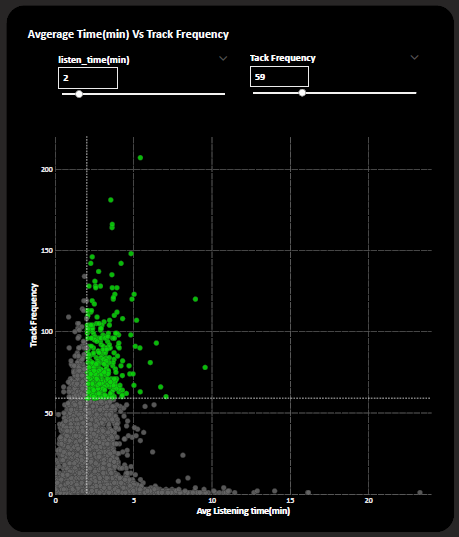 Avgerage Time(min) Vs Track Frequency
listen_time(min)
2
Tack Frequency
59
Track Frequency
200
150
100
50
0
0 5 10 15 20
Avg Listening time(min)